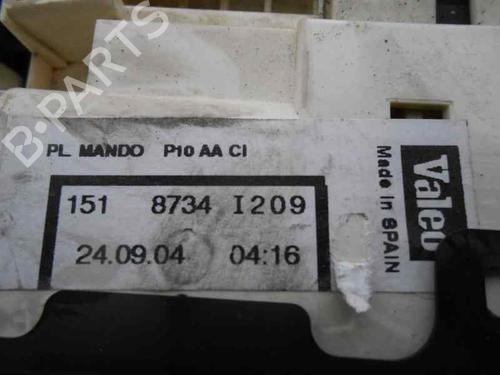 B-PARTS
PL. MANDO P10 AA CI
151 8734 I209
24.09.04 04:16
Valeo
Made in SPAIN